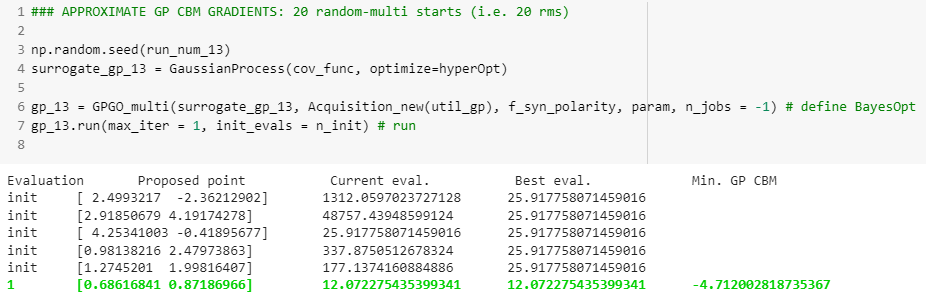 1 ### APPROXIMATE GP CBM GRADIENTS: 20 random-multi starts (i.e. 20 rms)
2
3 np.random.seed(run_num_13)
4 surrogate_gp_13 = GaussianProcess(cov_func, optimize=hyperOpt)
5
6 gp_13 = GPGO_multi(surrogate_gp_13, Acquisition_new(util_gp), f_syn_polarity, param, n_jobs = -1) # define BayesOpt
7 gp_13.run(max_iter = 1, init_evals = n_init) # run
8
Evaluation Proposed point Current eval. Best eval. Min. GP CBM
init [ 2.4993217 -2.36212902] 1312.0597023727128 25.917758071459016
init [2.91850679 4.19174278] 48757.43948599124 25.917758071459016
init [ 4.25341003 -0.41895677] 25.917758071459016 25.917758071459016
init [0.98138216 2.47973863] 337.8750512678324 25.917758071459016
init [1.2745201 1.99816407] 177.1374160884886 25.917758071459016
1 [0.68616841 0.87186966] 12.072275435399341 12.072275435399341 -4.712002818735367